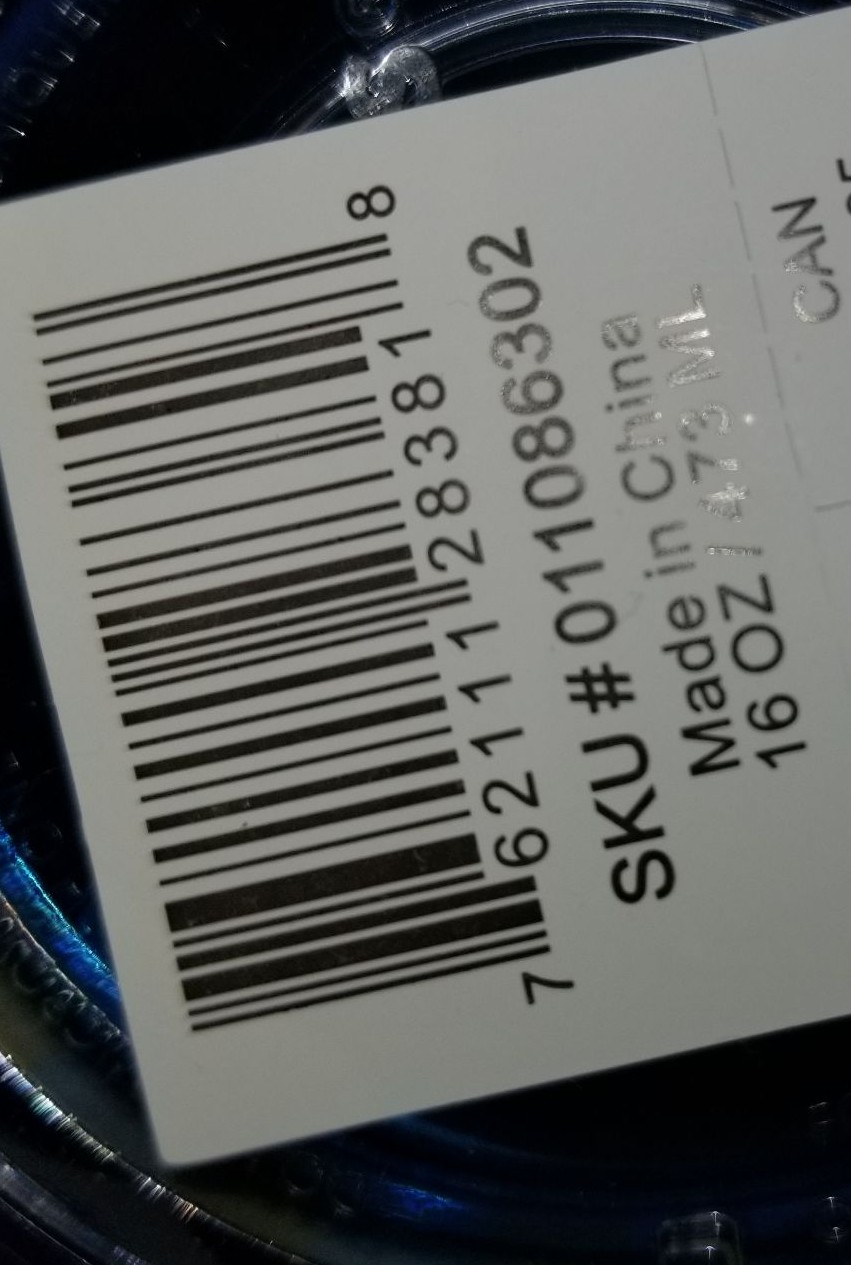 7 62111 28381 8
SKU # 011086302
Made in China
16 OZ / 473 ML
CAN